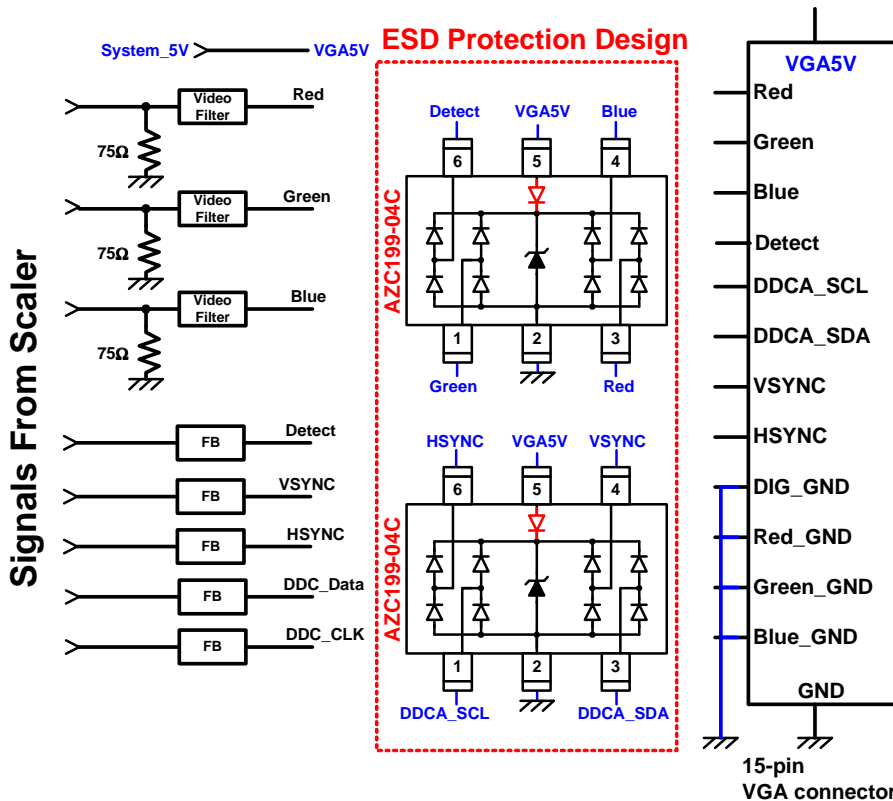 System_5V
VGA5V
ESD Protection Design
Signals From Scaler
Video
Filter
Red
75Ω
Video
Filter
Green
75Ω
Video
Filter
Blue
75Ω
FB
Detect
FB
VSYNC
FB
HSYNC
FB
DDC_Data
FB
DDC_CLK
Detect
VGA5V
Blue
6
5
4
AZC199-04C
1
2
3
Green
Red
HSYNC
VGA5V
VSYNC
6
5
4
AZC199-04C
1
2
3
DDCA_SCL
DDCA_SDA
VGA5V
Red
Green
Blue
Detect
DDCA_SCL
DDCA_SDA
VSYNC
HSYNC
DIG_GND
Red_GND
Green_GND
Blue_GND
GND
15-pin
VGA connector